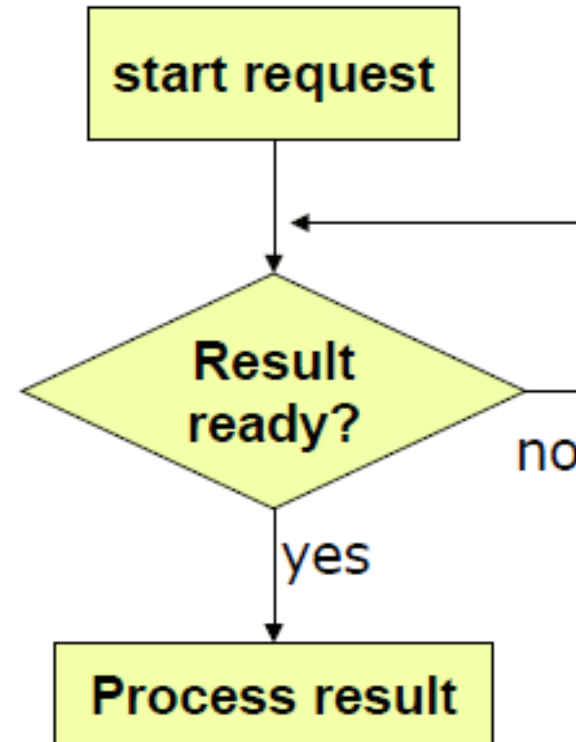 start request
Result
ready?
no
yes
Process result